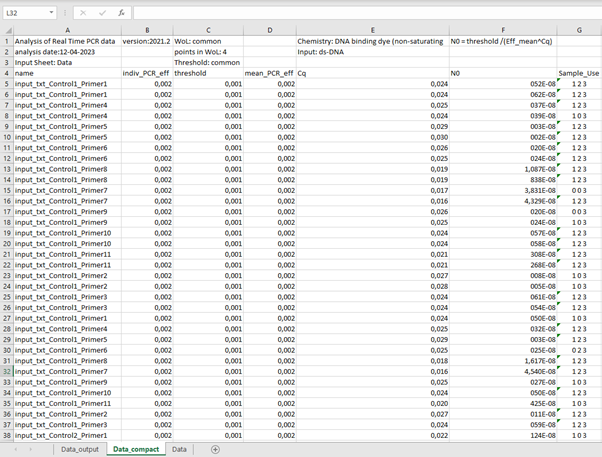 L32
fx
A B C D E F G
1 Analysis of Real Time PCR data version:2021.2 WoL: common Chemistry: DNA binding dye (non-saturating N0 = threshold /(Eff_mean^Cq)
2 analysis date:12-04-2023 points in WoL: 4 Input: ds-DNA
3 Input Sheet: Data Threshold: common
4 name indiv_PCR_eff threshold mean_PCR_eff Cq N0 Sample_Use
5 input_txt_Control1_Primer1 0,002 0,001 0,002 0,024 052E-08 1 2 3
6 input_txt_Control1_Primer1 0,002 0,001 0,002 0,024 062E-08 1 2 3
7 input_txt_Control1_Primer4 0,002 0,001 0,002 0,025 037E-08 1 2 3
8 input_txt_Control1_Primer4 0,002 0,001 0,002 0,024 039E-08 1 0 3
9 input_txt_Control1_Primer5 0,002 0,001 0,002 0,029 003E-08 1 2 3
10 input_txt_Control1_Primer5 0,002 0,001 0,002 0,030 002E-08 1 2 3
11 input_txt_Control1_Primer6 0,002 0,001 0,002 0,026 020E-08 1 2 3
12 input_txt_Control1_Primer6 0,002 0,001 0,002 0,025 024E-08 1 2 3
13 input_txt_Control1_Primer8 0,002 0,001 0,002 0,019 1,087E-08 1 2 3
14 input_txt_Control1_Primer8 0,002 0,001 0,002 0,019 838E-08 1 2 3
15 input_txt_Control1_Primer7 0,002 0,001 0,002 0,017 3,831E-08 0 0 3
16 input_txt_Control1_Primer7 0,002 0,001 0,002 0,016 4,329E-08 1 2 3
17 input_txt_Control1_Primer9 0,002 0,001 0,002 0,026 020E-08 0 0 3
18 input_txt_Control1_Primer9 0,002 0,001 0,002 0,025 024E-08 1 0 3
19 input_txt_Control1_Primer10 0,002 0,001 0,002 0,024 057E-08 1 2 3
20 input_txt_Control1_Primer10 0,002 0,001 0,002 0,024 058E-08 1 2 3
21 input_txt_Control1_Primer11 0,002 0,001 0,002 0,021 308E-08 1 2 3
22 input_txt_Control1_Primer11 0,002 0,001 0,002 0,021 268E-08 1 2 3
23 input_txt_Control1_Primer2 0,002 0,001 0,002 0,027 008E-08 1 0 3
24 input_txt_Control1_Primer2 0,002 0,001 0,002 0,028 005E-08 1 0 3
25 input_txt_Control1_Primer3 0,002 0,001 0,002 0,024 061E-08 1 2 3
26 input_txt_Control1_Primer3 0,002 0,001 0,002 0,024 054E-08 1 2 3
27 input_txt_Control1_Primer1 0,002 0,001 0,002 0,024 050E-08 1 0 3
28 input_txt_Control1_Primer4 0,002 0,001 0,002 0,025 032E-08 1 2 3
29 input_txt_Control1_Primer5 0,002 0,001 0,002 0,029 003E-08 1 2 3
30 input_txt_Control1_Primer6 0,002 0,001 0,002 0,025 025E-08 0 2 3
31 input_txt_Control1_Primer8 0,002 0,001 0,002 0,018 1,617E-08 1 2 3
32 input_txt_Control1_Primer7 0,002 0,001 0,002 0,016 4,540E-08 1 2 3
33 input_txt_Control1_Primer9 0,002 0,001 0,002 0,025 027E-08 1 0 3
34 input_txt_Control1_Primer10 0,002 0,001 0,002 0,024 050E-08 1 2 3
35 input_txt_Control1_Primer11 0,002 0,001 0,002 0,020 425E-08 1 0 3
36 input_txt_Control1_Primer2 0,002 0,001 0,002 0,027 011E-08 1 2 3
37 input_txt_Control1_Primer3 0,002 0,001 0,002 0,024 059E-08 1 2 3
38 input_txt_Control2_Primer1 0,002 0,001 0,002 0,022 124E-08 1 0 3
Data_output Data_compact Data